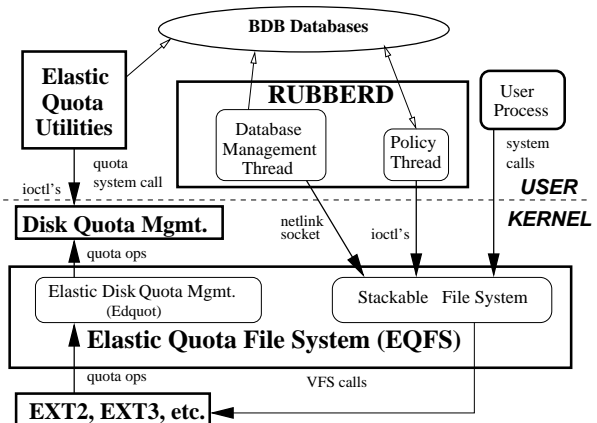 BDB Databases
Elastic
Quota
Utilities
RUBBERD
Database
Management
Thread
Policy
Thread
User
Process
ioctl's
quota
system call
system
calls
USER
KERNEL
Disk Quota Mgmt.
netlink
socket
ioctl's
quota ops
Elastic Disk Quota Mgmt.
(Edquot)
Stackable File System
Elastic Quota File System (EQFS)
quota ops
VFS calls
EXT2, EXT3, etc.